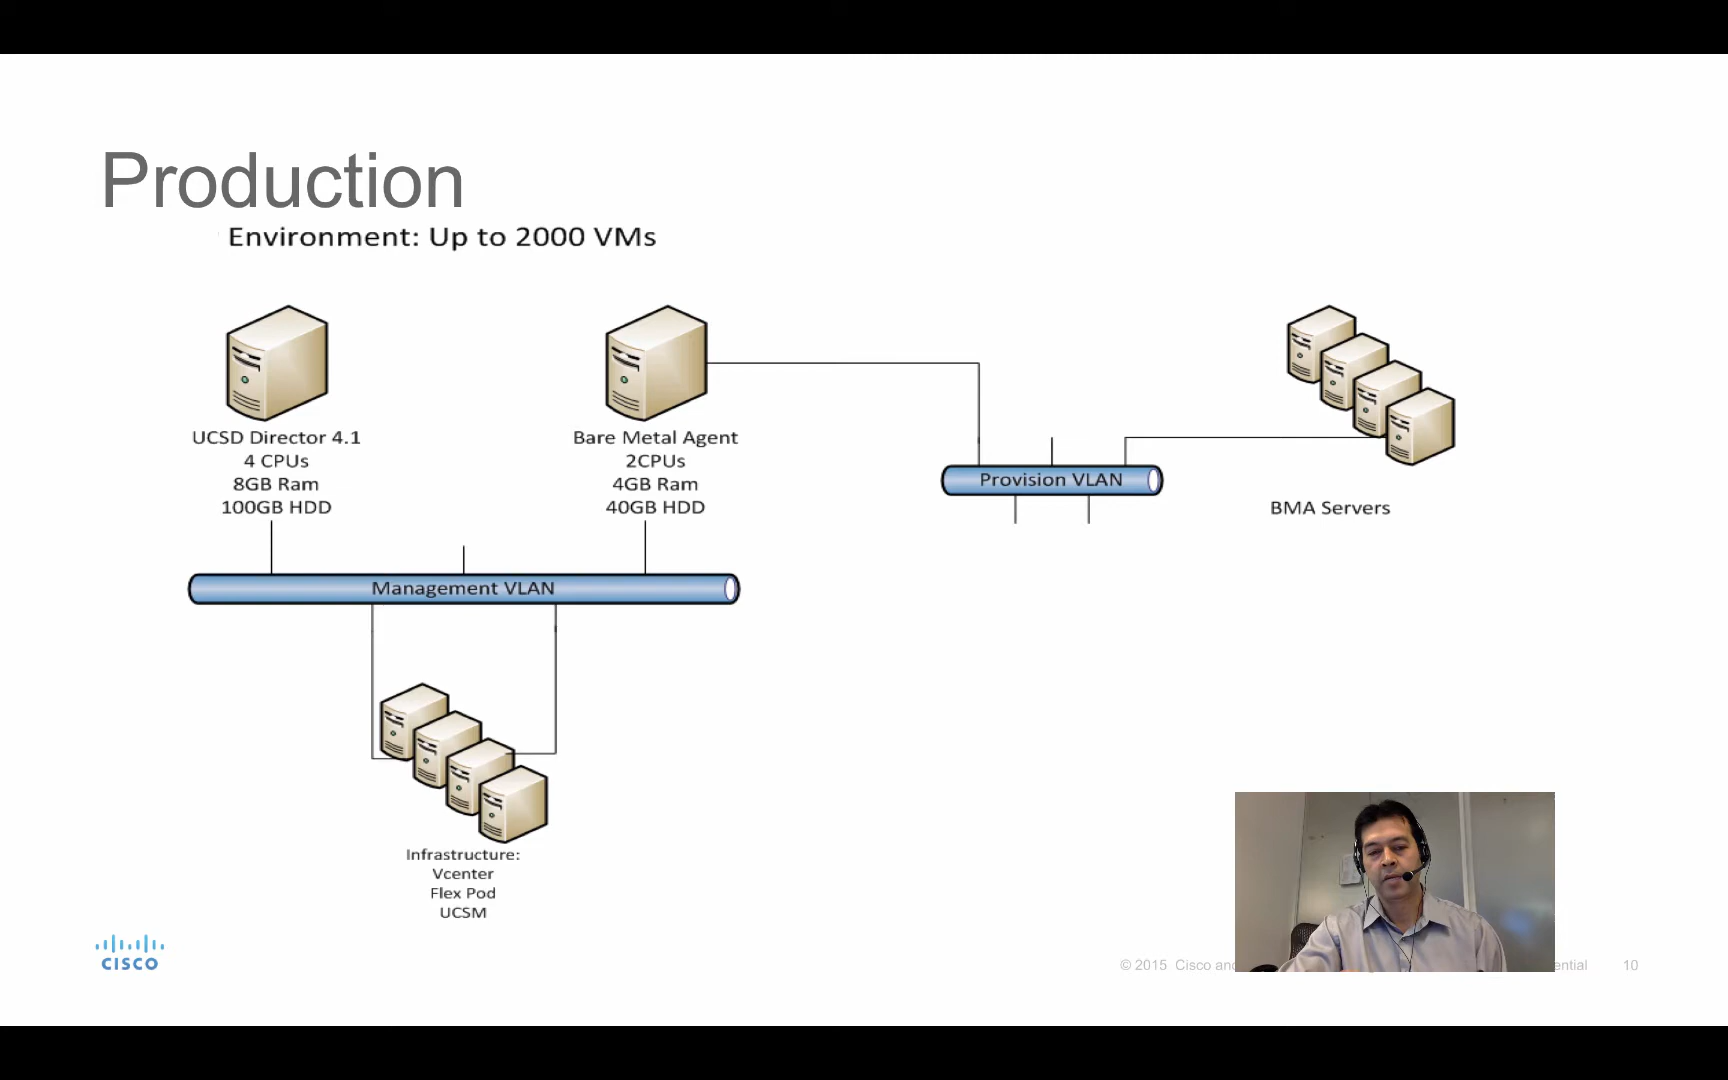 Production
Environment: Up to 2000 VMs
UCSD Director 4.1
4 CPUs
8GB Ram
100GB HDD
Bare Metal Agent
2CPUs
4GB Ram
40GB HDD
Provision VLAN
BMA Servers
Management VLAN
Infrastructure:
Vcenter
Flex Pod
UCSM
CISCO
© 2015 Cisco
10